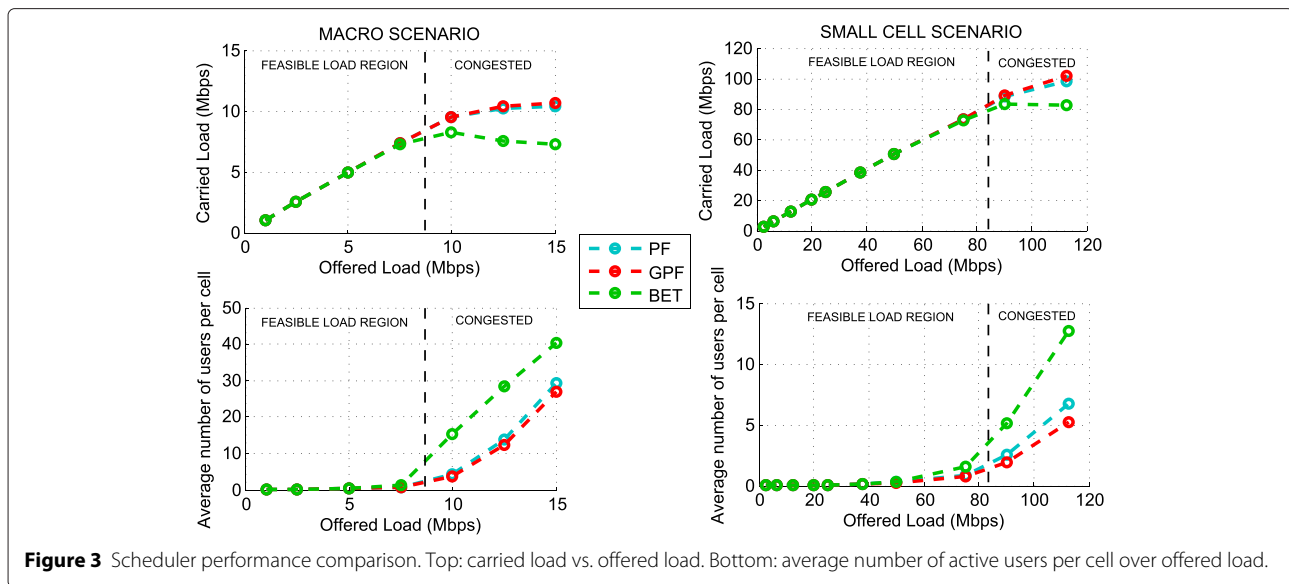 MACRO SCENARIO
15
10
5
0
Carried Load (Mbps)
FEASIBLE LOAD REGION
CONGESTED
0
5
10
15
Offered Load (Mbps)
SMALL CELL SCENARIO
120
100
80
60
40
20
0
Carried Load (Mbps)
FEASIBLE LOAD REGION
CONGESTED
0
20
40
60
80
100
120
Offered Load (Mbps)
PF
GPF
BET
50
40
30
20
10
0
Average number of users per cell
FEASIBLE LOAD REGION
CONGESTED
0
5
10
15
Offered Load (Mbps)
15
10
5
0
Average number of users per cell
FEASIBLE LOAD REGION
CONGESTED
0
20
40
60
80
100
120
Offered Load (Mbps)
Figure 3 Scheduler performance comparison. Top: carried load vs. offered load. Bottom: average number of active users per cell over offered load.